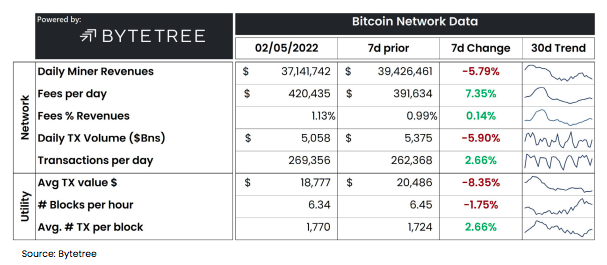 Powered by:
BYTETREE
Bitcoin Network Data
02/05/2022 7d prior 7d Change 30d Trend
Network
Daily Miner Revenues $ 37,141,742 $ 39,426,461 -5.79%
Fees per day $ 420,435 $ 391,634 7.35%
Fees % Revenues 1.13% 0.99% 0.14%
Daily TX Volume ($Bns) $ 5,058 $ 5,375 -5.90%
Transactions per day 269,356 262,368 2.66%
Utility
Avg TX value $ $ 18,777 $ 20,486 -8.35%
# Blocks per hour 6.34 6.45 -1.75%
Avg. # TX per block 1,770 1,724 2.66%
Source: Bytetree